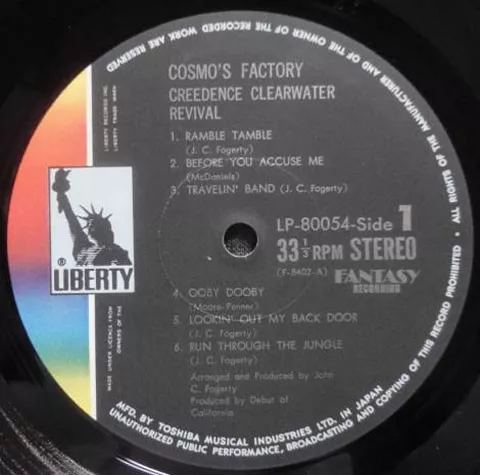 COSMO'S FACTORY
CREEDENCE CLEARWATER
REVIVAL
1. RAMBLE TAMBLE
(J. C. Fogerty)
2. BEFORE YOU ACCUSE ME
(McDaniels)
3. TRAVELIN' BAND (J. C. Fogerty)
LP-80054-Side 1
33 1/3 RPM STEREO
(F-8402-A) FANTASY
RECORDING
® LIBERTY
4. OOBY DOOBY
(Moore-Penner)
5. LOOKIN' OUT MY BACK DOOR
(J. C. Fogerty)
6. RUN THROUGH THE JUNGLE
(J. C. Fogerty)
Arranged and Produced by John
C. Fogerty
Produced by Debut of
California
LIBERTY RECORDS INC.
LIBERTY TRADE MARK
MADE UNDER LICENCE FROM
THE OWNERS OF THE
MFD. BY TOSHIBA MUSICAL INDUSTRIES LTD. IN JAPAN
• ALL RIGHTS OF THE MANUFACTURER AND OF THE OWNER OF THE RECORDED WORK ARE RESERVED
UNAUTHORIZED PUBLIC PERFORMANCE, BROADCASTING AND COPYING OF THIS RECORD PROHIBITED •